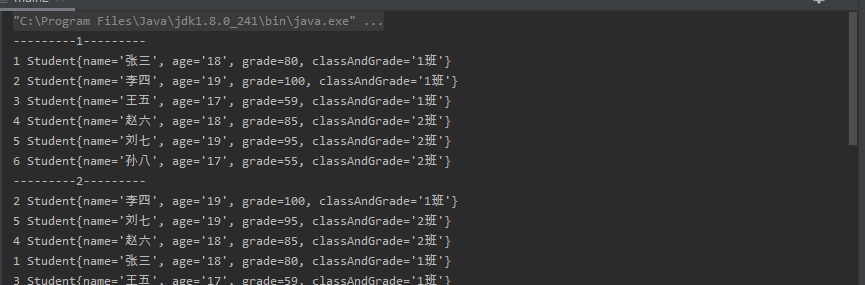 "C:\Program Files\Java\jdk1.8.0_241\bin\java.exe" ...
---------1---------
1 Student{name='张三', age='18', grade=80, classAndGrade='1班'}
2 Student{name='李四', age='19', grade=100, classAndGrade='1班'}
3 Student{name='王五', age='17', grade=59, classAndGrade='1班'}
4 Student{name='赵六', age='18', grade=85, classAndGrade='2班'}
5 Student{name='刘七', age='19', grade=95, classAndGrade='2班'}
6 Student{name='孙八', age='17', grade=55, classAndGrade='2班'}
---------2---------
2 Student{name='李四', age='19', grade=100, classAndGrade='1班'}
5 Student{name='刘七', age='19', grade=95, classAndGrade='2班'}
4 Student{name='赵六', age='18', grade=85, classAndGrade='2班'}
1 Student{name='张三', age='18', grade=80, classAndGrade='1班'}
3 Student{name='王五', age='17', grade=59, classAndGrade='1班'}